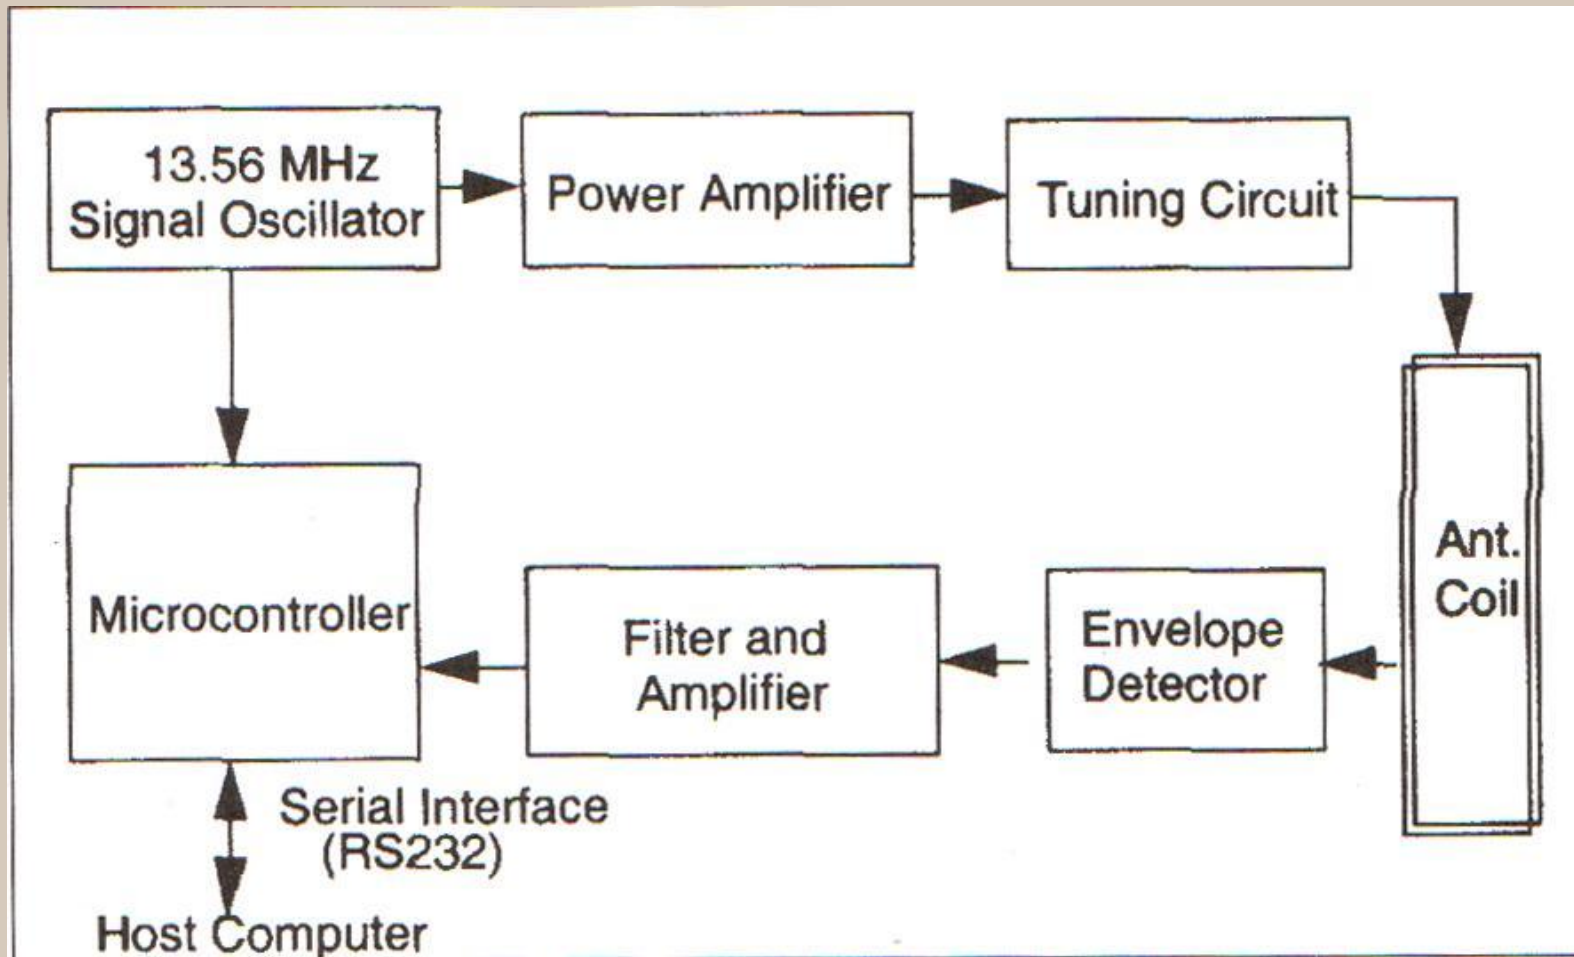 13.56 MHz
Signal Oscillator
Power Amplifier
Tuning Circuit
Ant.
Coil
Envelope
Detector
Filter and
Amplifier
Microcontroller
Serial Interface
(RS232)
Host Computer